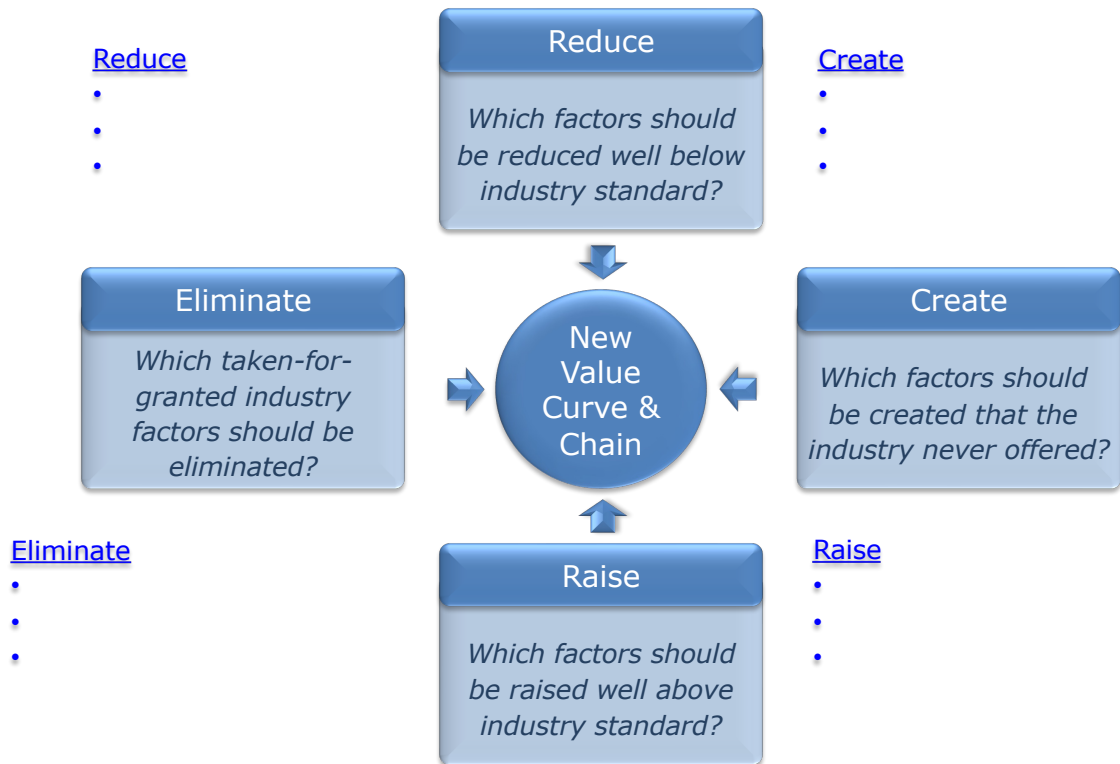 Reduce
Reduce
•
•
•
Which factors should
be reduced well below
industry standard?
Create
•
•
•
Eliminate
Which taken-for-
granted industry
factors should be
eliminated?
New
Value
Curve &
Chain
Create
Which factors should
be created that the
industry never offered?
Eliminate
•
•
•
Raise
Which factors should
be raised well above
industry standard?
Raise
•
•
•